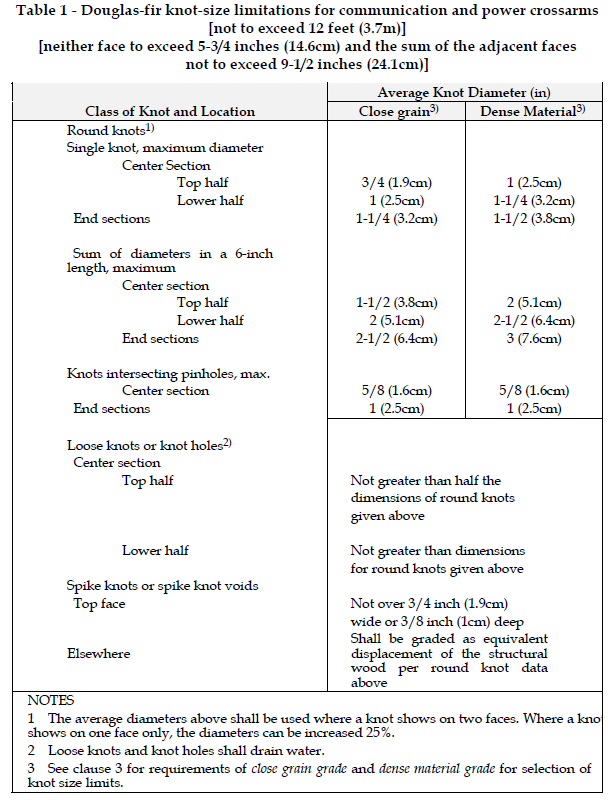 Table 1 - Douglas-fir knot-size limitations for communication and power crossarms
[not to exceed 12 feet (3.7m)]
[neither face to exceed 5-3/4 inches (14.6cm) and the sum of the adjacent faces
not to exceed 9-1/2 inches (24.1cm)]
Average Knot Diameter (in)
Class of Knot and Location Close grain3) Dense Material3)
Round knots1)
Single knot, maximum diameter
Center Section
Top half 3/4 (1.9cm) 1 (2.5cm)
Lower half 1 (2.5cm) 1-1/4 (3.2cm)
End sections 1-1/4 (3.2cm) 1-1/2 (3.8cm)
Sum of diameters in a 6-inch
length, maximum
Center section
Top half 1-1/2 (3.8cm) 2 (5.1cm)
Lower half 2 (5.1cm) 2-1/2 (6.4cm)
End sections 2-1/2 (6.4cm) 3 (7.6cm)
Knots intersecting pinholes, max.
Center section 5/8 (1.6cm) 5/8 (1.6cm)
End sections 1 (2.5cm) 1 (2.5cm)
Loose knots or knot holes2)
Center section
Top half Not greater than half the
dimensions of round knots
given above
Lower half Not greater than dimensions
for round knots given above
Spike knots or spike knot voids
Top face Not over 3/4 inch (1.9cm)
wide or 3/8 inch (1cm) deep
Shall be graded as equivalent
Elsewhere displacement of the structural
wood per round knot data
above
NOTES
1 The average diameters above shall be used where a knot shows on two faces. Where a kno
shows on one face only, the diameters can be increased 25%.
2 Loose knots and knot holes shall drain water.
3 See clause 3 for requirements of close grain grade and dense material grade for selection of
knot size limits.